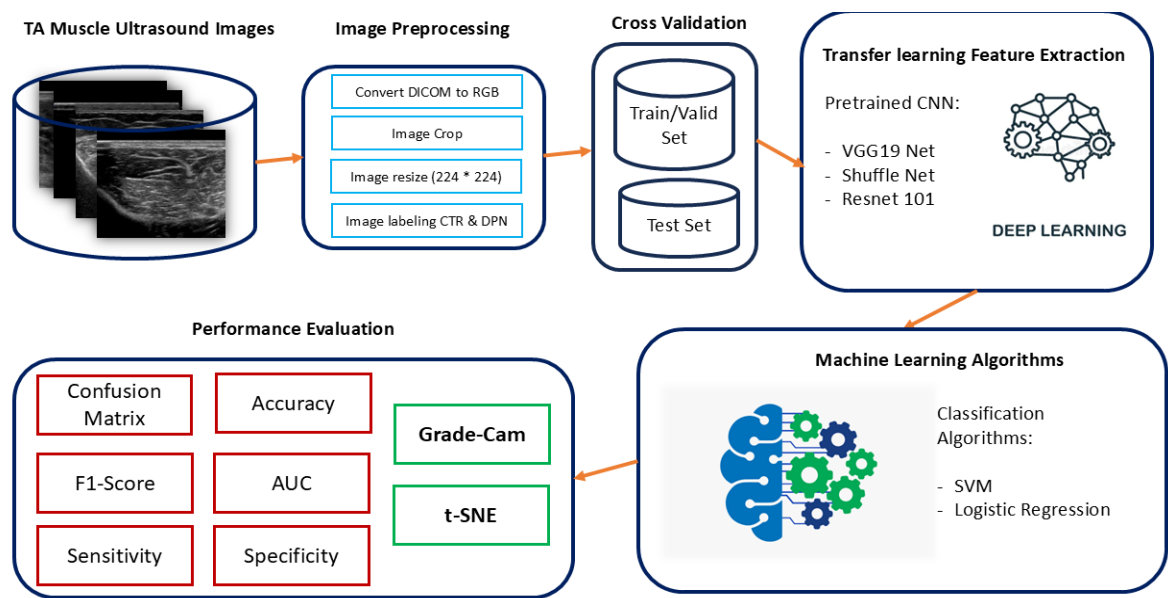 TA Muscle Ultrasound Images
Image Preprocessing
Convert DICOM to RGB
Image Crop
Image resize (224 * 224)
Image labeling CTR & DPN
Cross Validation
Train/Valid
Set
Test Set
Transfer learning Feature Extraction
Pretrained CNN:
- VGG19 Net
- Shuffle Net
- Resnet 101
DEEP LEARNING
Machine Learning Algorithms
Classification
Algorithms:
- SVM
- Logistic Regression
Performance Evaluation
Confusion
Matrix
Accuracy
F1-Score
AUC
Sensitivity
Specificity
Grade-Cam
t-SNE